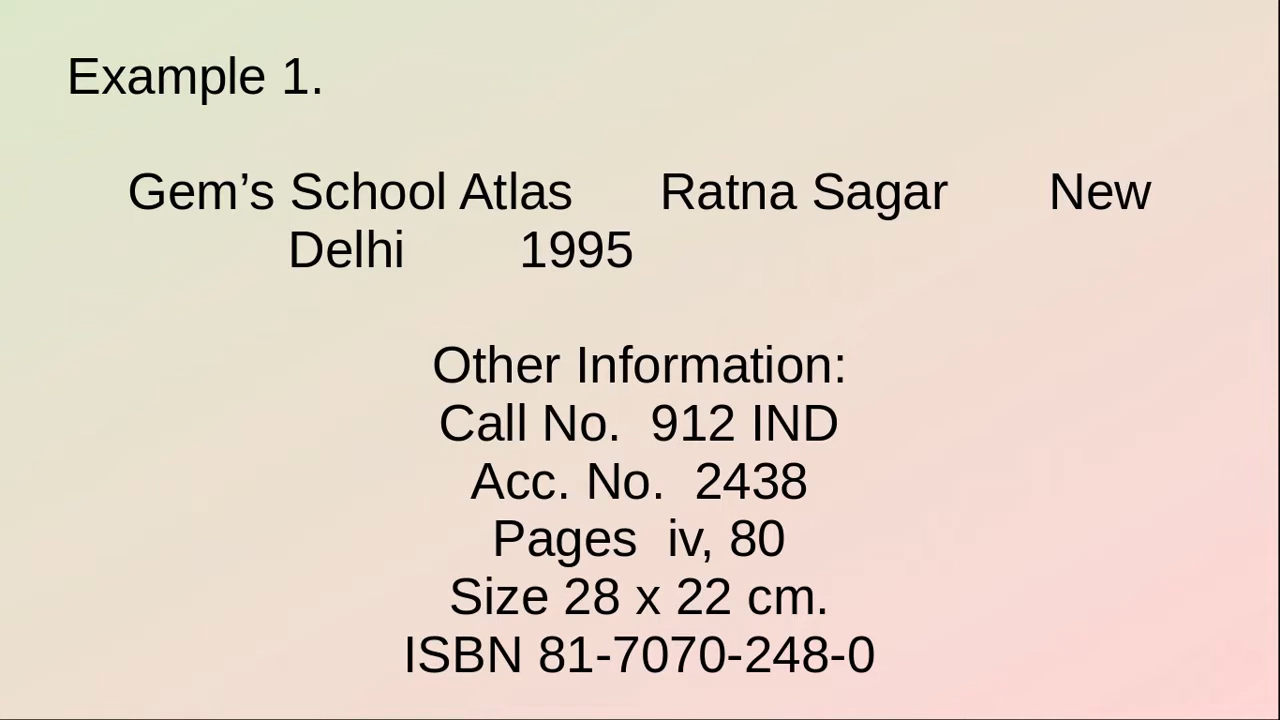 Example 1.
Gem’s School Atlas Ratna Sagar New
Delhi 1995
Other Information:
Call No. 912 IND
Acc. No. 2438
Pages iv, 80
Size 28 x 22 cm.
ISBN 81-7070-248-0